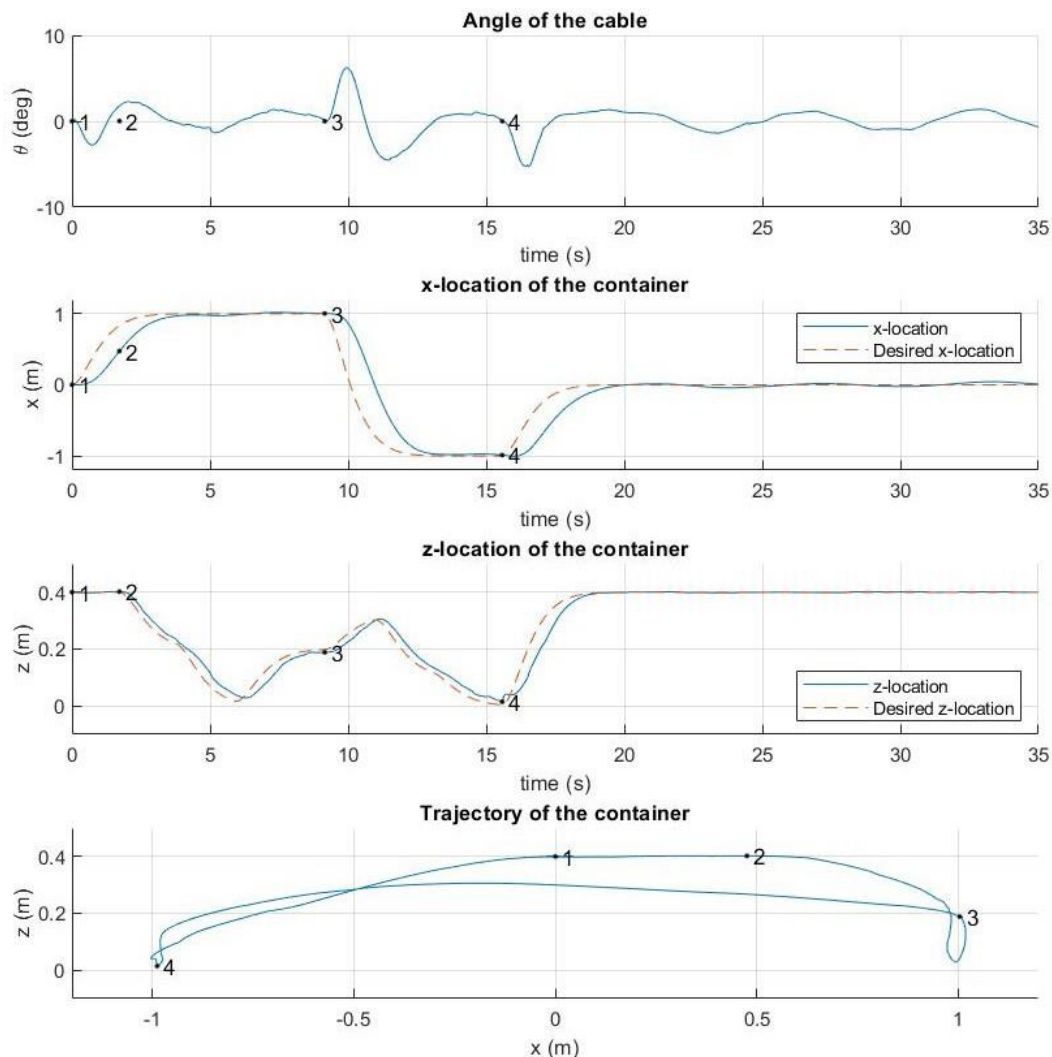 Angle of the cable
10
0
-10
θ (deg)
1
2
3
4
0 5 10 15 20 25 30 35
time (s)
x-location of the container
1
0
-1
x (m)
1
2
3
4
x-location
Desired x-location
0 5 10 15 20 25 30 35
time (s)
z-location of the container
0.4
0.2
0
z (m)
1
2
3
4
z-location
Desired z-location
0 5 10 15 20 25 30 35
time (s)
Trajectory of the container
0.4
0.2
0
z (m)
1
2
3
4
-1 -0.5 0 0.5 1
x (m)